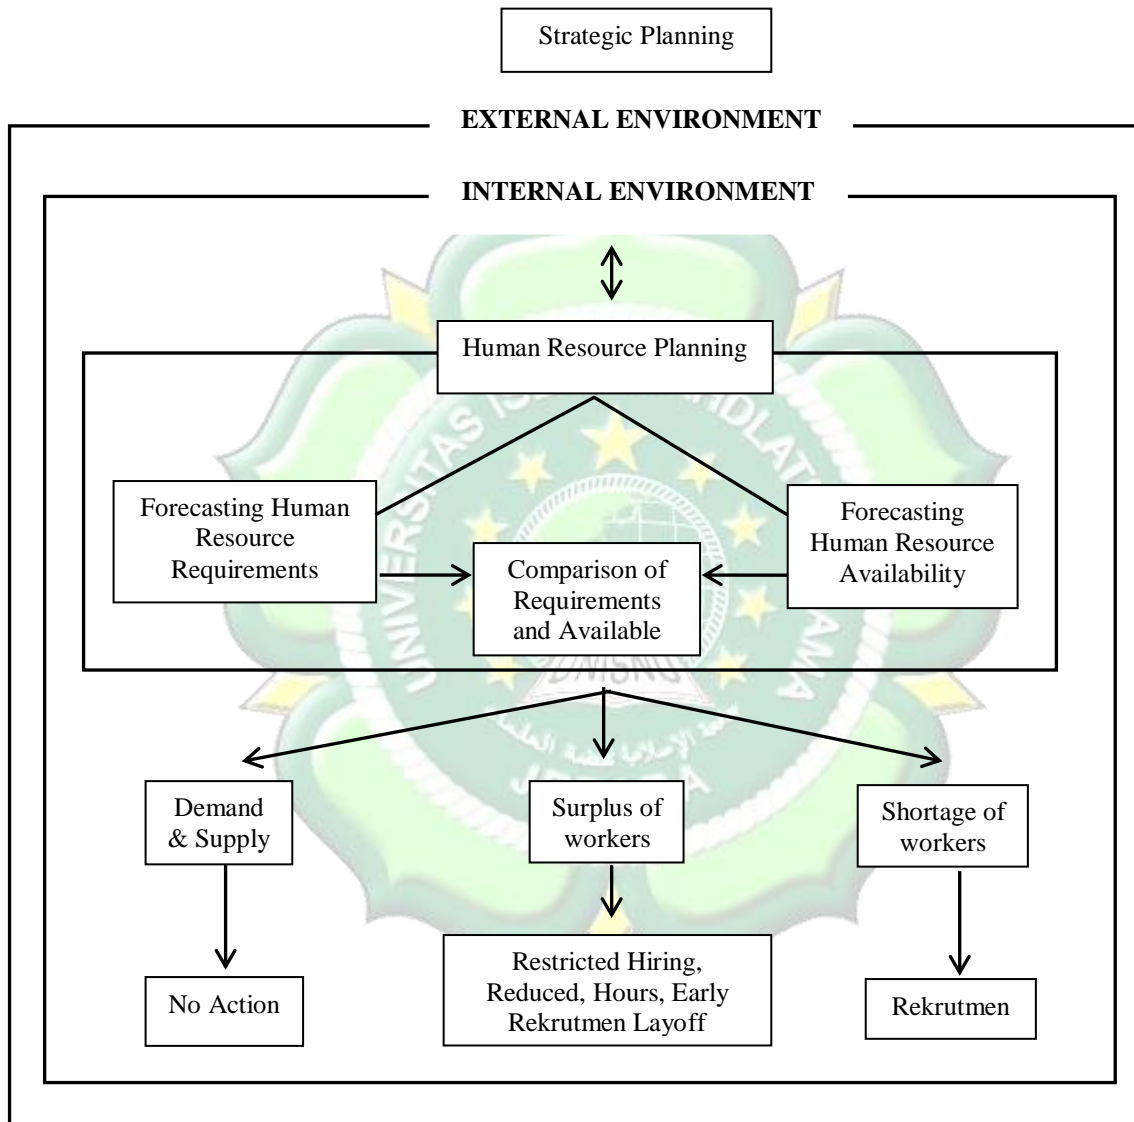 Strategic Planning
EXTERNAL ENVIRONMENT
INTERNAL ENVIRONMENT
Human Resource Planning
Forecasting Human
Resource
Requirements
Comparison of
Requirements
and Available
Forecasting
Human Resource
Availability
UNIVERSITAS
UNISNU
Demand
& Supply
Surplus of
workers
Shortage of
workers
No Action
Restricted Hiring,
Reduced, Hours, Early
Rekrutmen Layoff
Rekrutmen